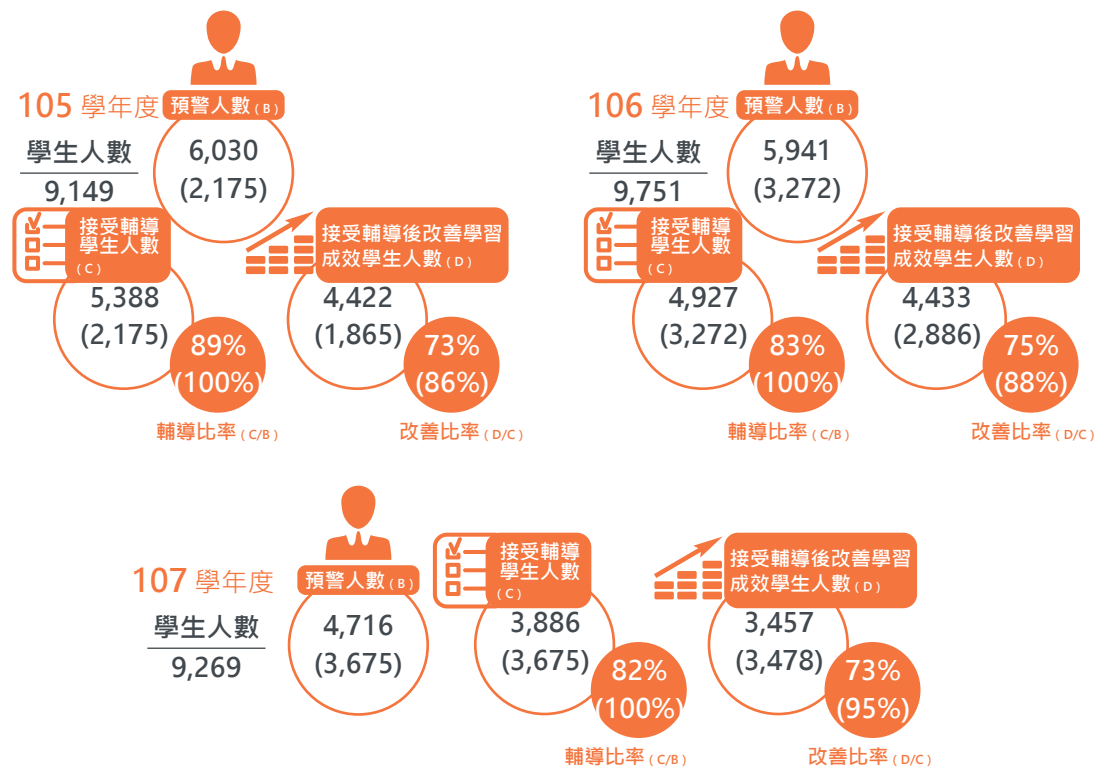 105 學年度
預警人數 ( B )
學生人數
9,149
6,030
(2,175)
接受輔導
學生人數
( C )
5,388
(2,175)
89%
(100%)
輔導比率 ( C/B )
接受輔導後改善學習
成效學生人數 ( D )
4,422
(1,865)
73%
(86%)
改善比率 ( D/C )
106 學年度
預警人數 ( B )
學生人數
9,751
5,941
(3,272)
接受輔導
學生人數
( C )
4,927
(3,272)
83%
(100%)
輔導比率 ( C/B )
接受輔導後改善學習
成效學生人數 ( D )
4,433
(2,886)
75%
(88%)
改善比率 ( D/C )
107 學年度
學生人數
9,269
預警人數 ( B )
4,716
(3,675)
接受輔導
學生人數
( C )
3,886
(3,675)
82%
(100%)
輔導比率 ( C/B )
接受輔導後改善學習
成效學生人數 ( D )
3,457
(3,478)
73%
(95%)
改善比率 ( D/C )